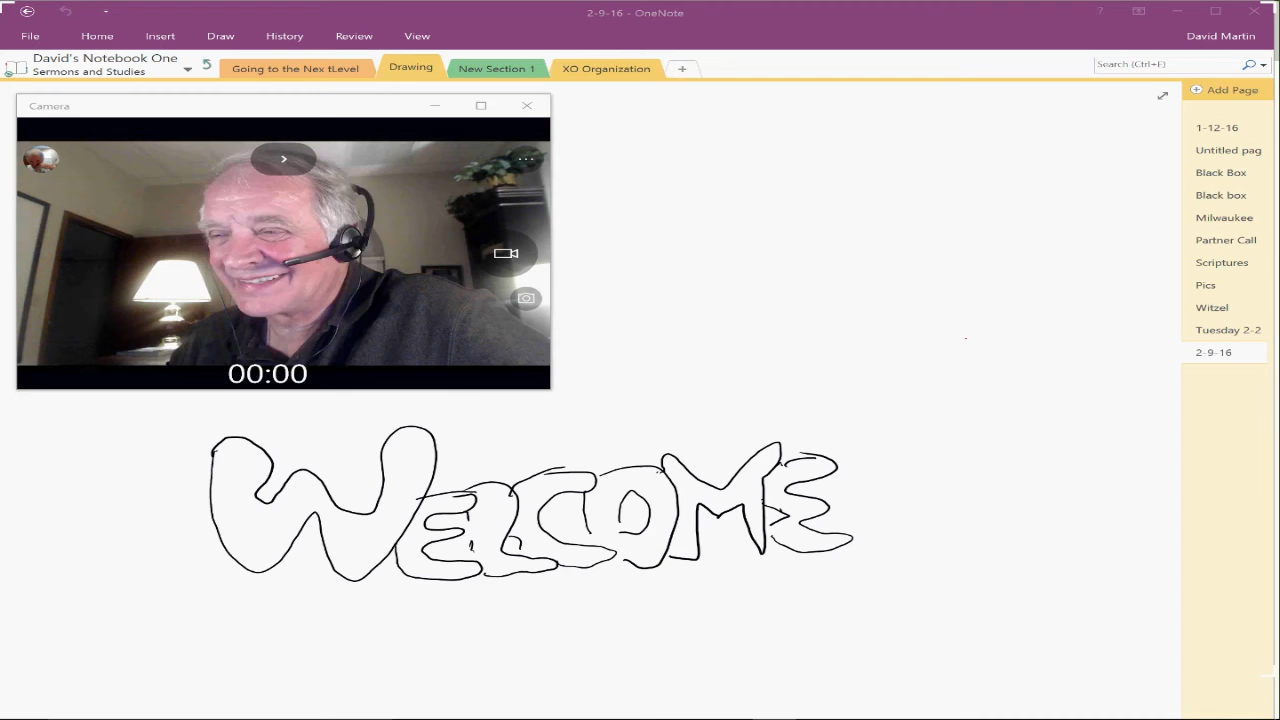 2-9-16 - OneNote
?
File Home Insert Draw History Review View David Martin
David's Notebook One
Sermons and Studies
Going to the Nex tLevel Drawing New Section 1 XO Organization +
Search (Ctrl+E)
Add Page
Camera
1-12-16
Untitled pag
Black Box
Black box
Milwaukee
Partner Call
Scriptures
Pics
Witzel
Tuesday 2-2
2-9-16
00:00
WELCOME